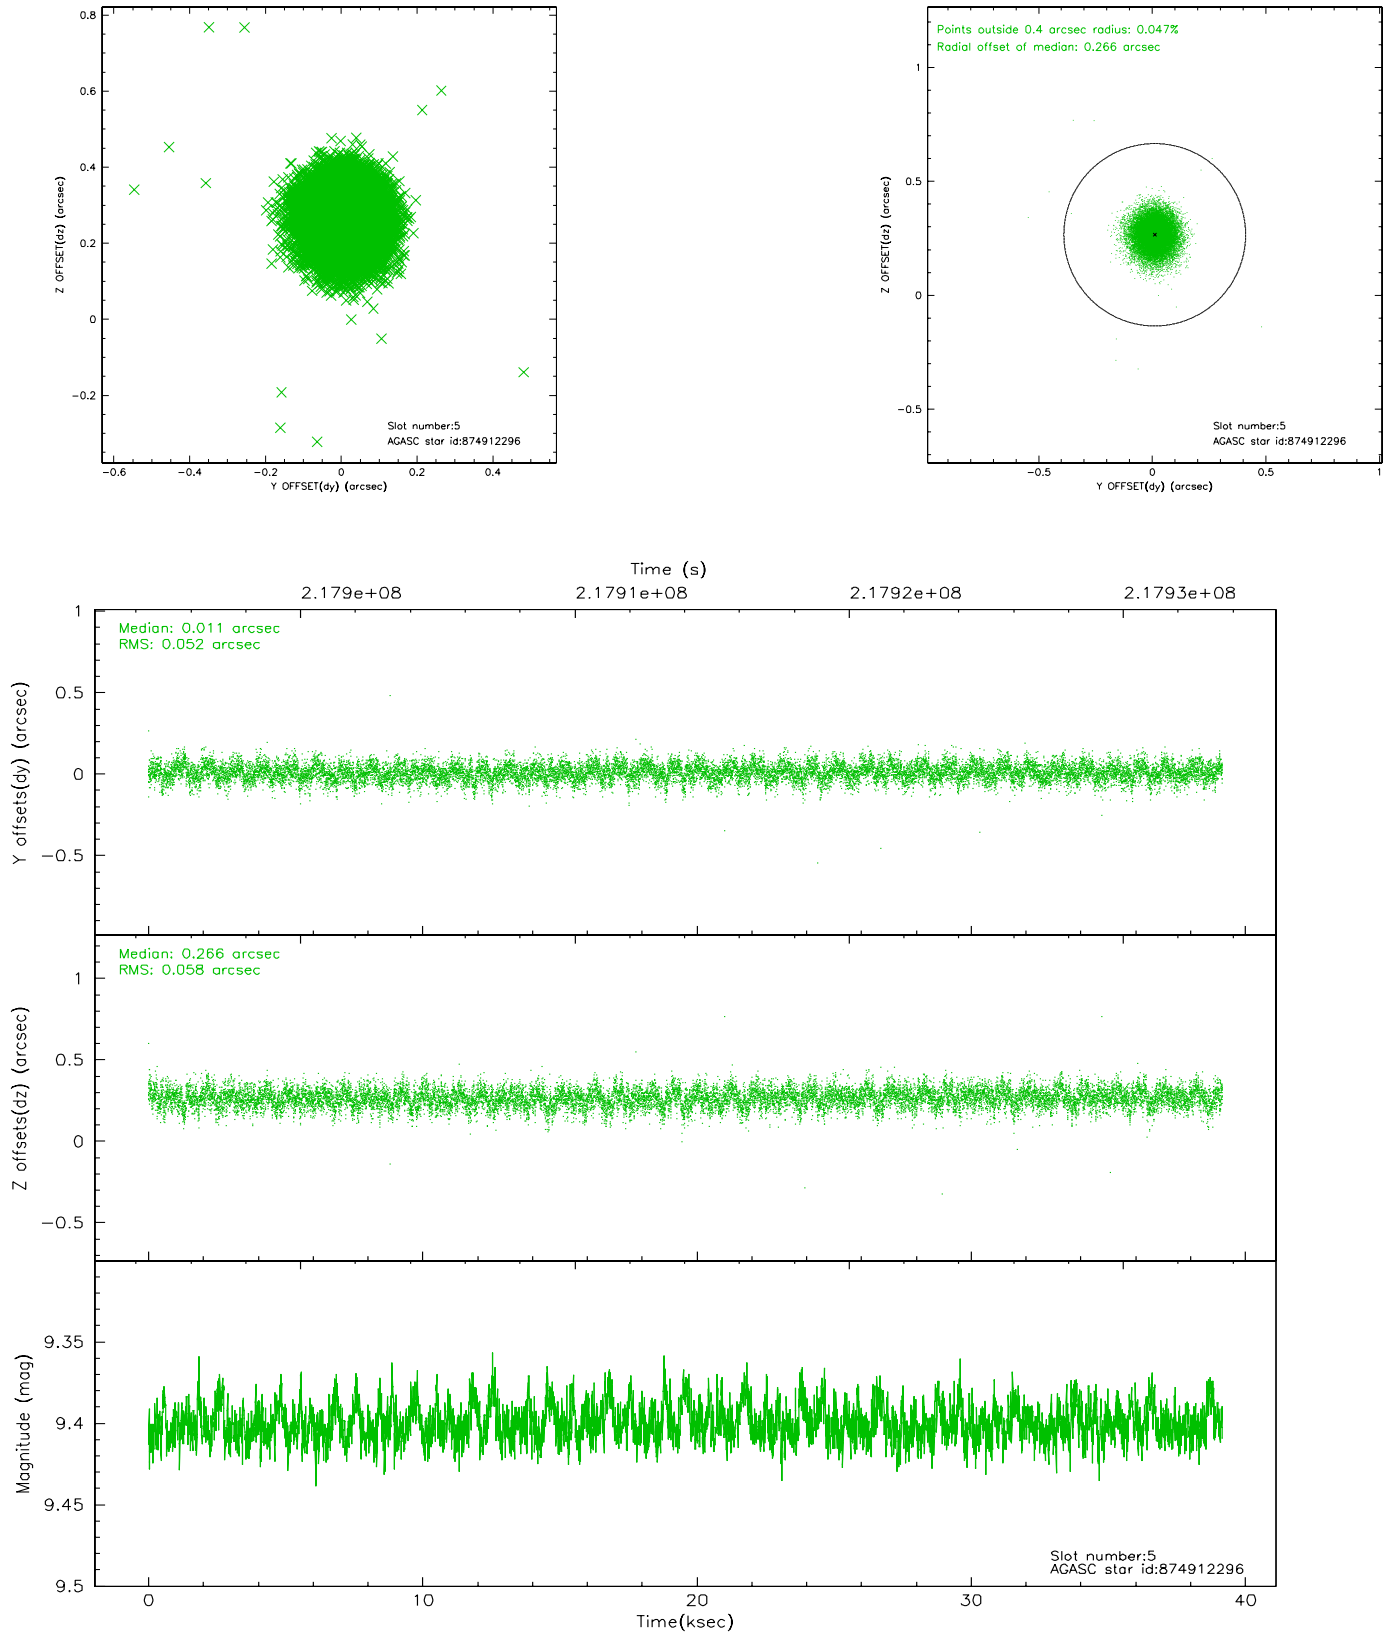 0.8
0.6
0.4
0.2
0
−0.2
−0.6
−0.4
−0.2
0
0.2
0.4
Z OFFSET(dz) (arcsec)
Y OFFSET(dy) (arcsec)
Slot number:5
AGASC star id:874912296
Points outside 0.4 arcsec radius: 0.047%
Radial offset of median: 0.266 arcsec
1
0.5
0
−0.5
−0.5
0
0.5
1
Z OFFSET(dz) (arcsec)
Y OFFSET(dy) (arcsec)
Slot number:5
AGASC star id:874912296
Time (s)
2.179e+08
2.1791e+08
2.1792e+08
2.1793e+08
Median: 0.011 arcsec
RMS: 0.052 arcsec
1
0.5
0
−0.5
Y offsets(dy) (arcsec)
Median: 0.266 arcsec
RMS: 0.058 arcsec
1
0.5
0
−0.5
Z offsets(dz) (arcsec)
9.35
9.4
9.45
9.5
Magnitude (mag)
Slot number:5
AGASC star id:874912296
0
10
20
30
40
Time(ksec)